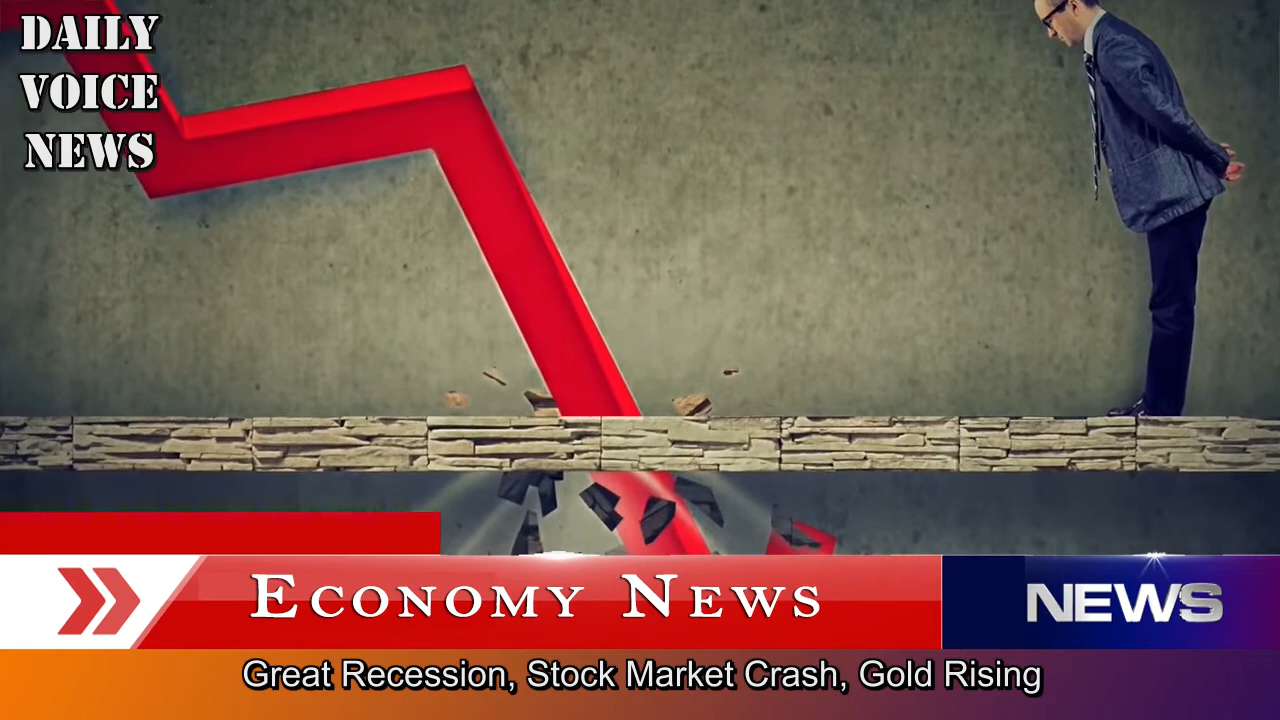 DAILY
VOICE
NEWS
ECONOMY NEWS
NEWS
Great Recession, Stock Market Crash, Gold Rising